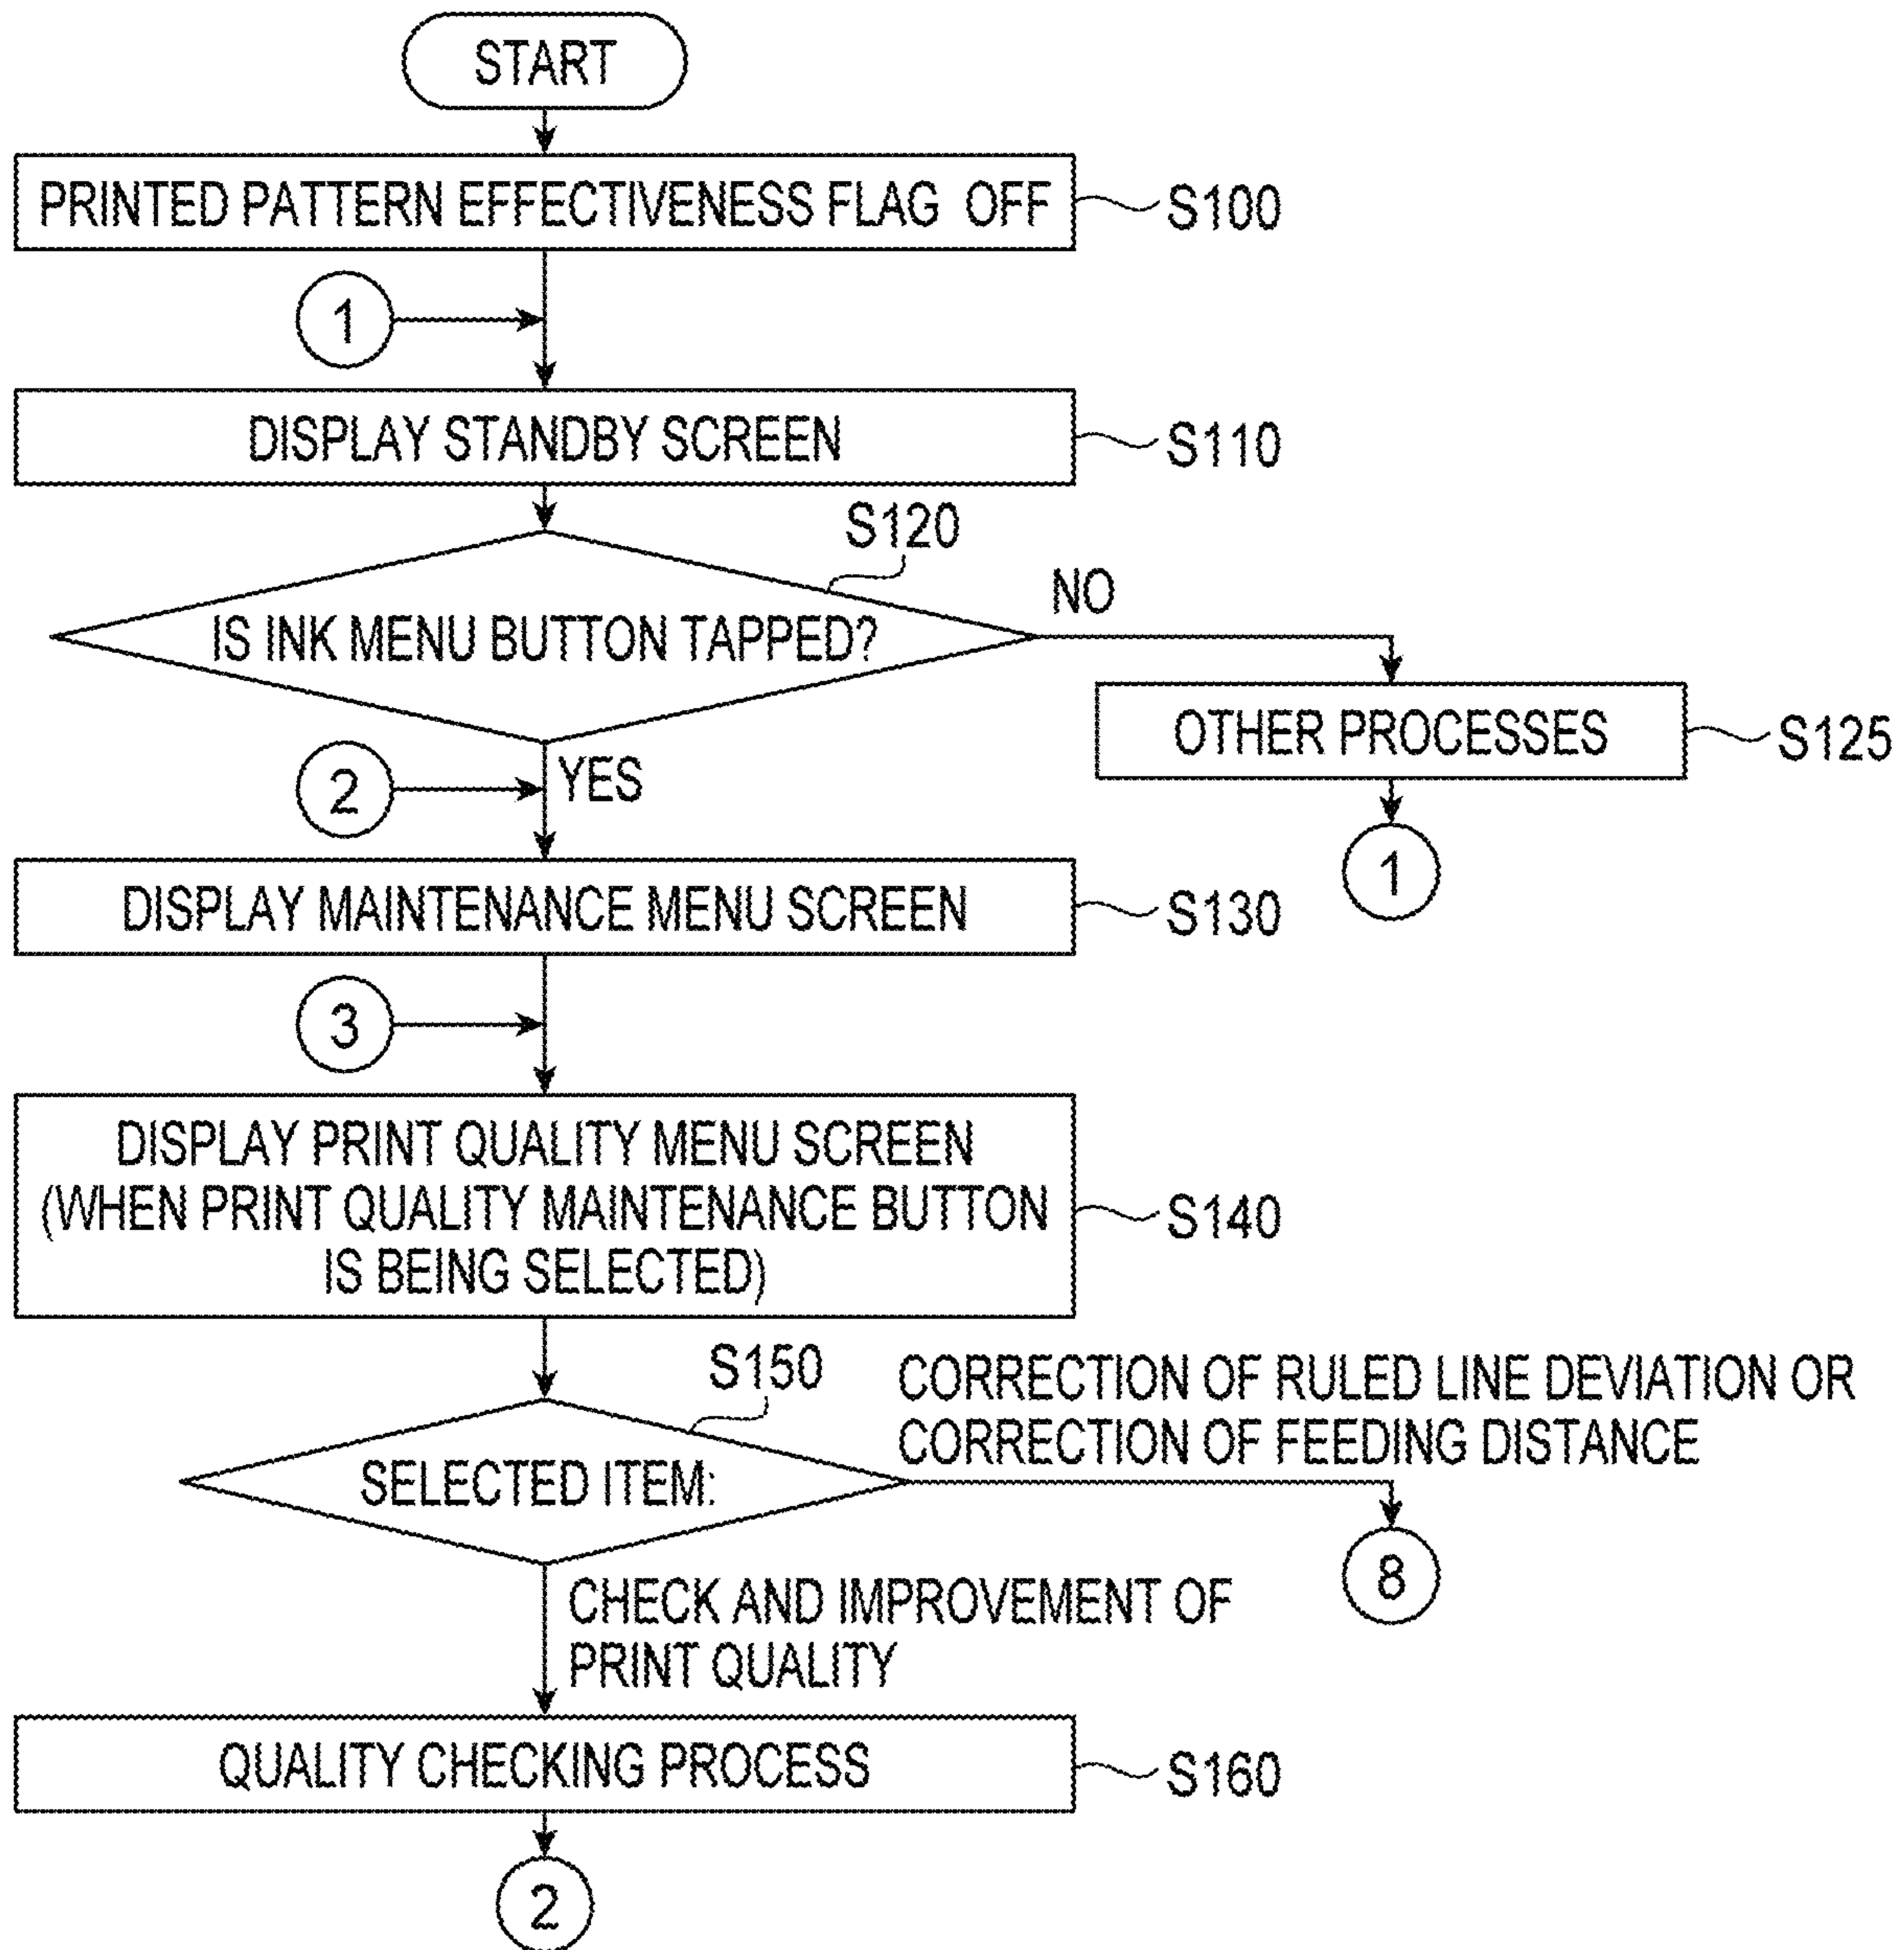 START
PRINTED PATTERN EFFECTIVENESS FLAG OFF
S100
1
DISPLAY STANDBY SCREEN
S110
S120
IS INK MENU BUTTON TAPPED?
NO
OTHER PROCESSES
S125
1
2
YES
DISPLAY MAINTENANCE MENU SCREEN
S130
3
DISPLAY PRINT QUALITY MENU SCREEN
(WHEN PRINT QUALITY MAINTENANCE BUTTON
IS BEING SELECTED)
S140
S150
SELECTED ITEM:
CORRECTION OF RULED LINE DEVIATION OR
CORRECTION OF FEEDING DISTANCE
8
CHECK AND IMPROVEMENT OF
PRINT QUALITY
QUALITY CHECKING PROCESS
S160
2